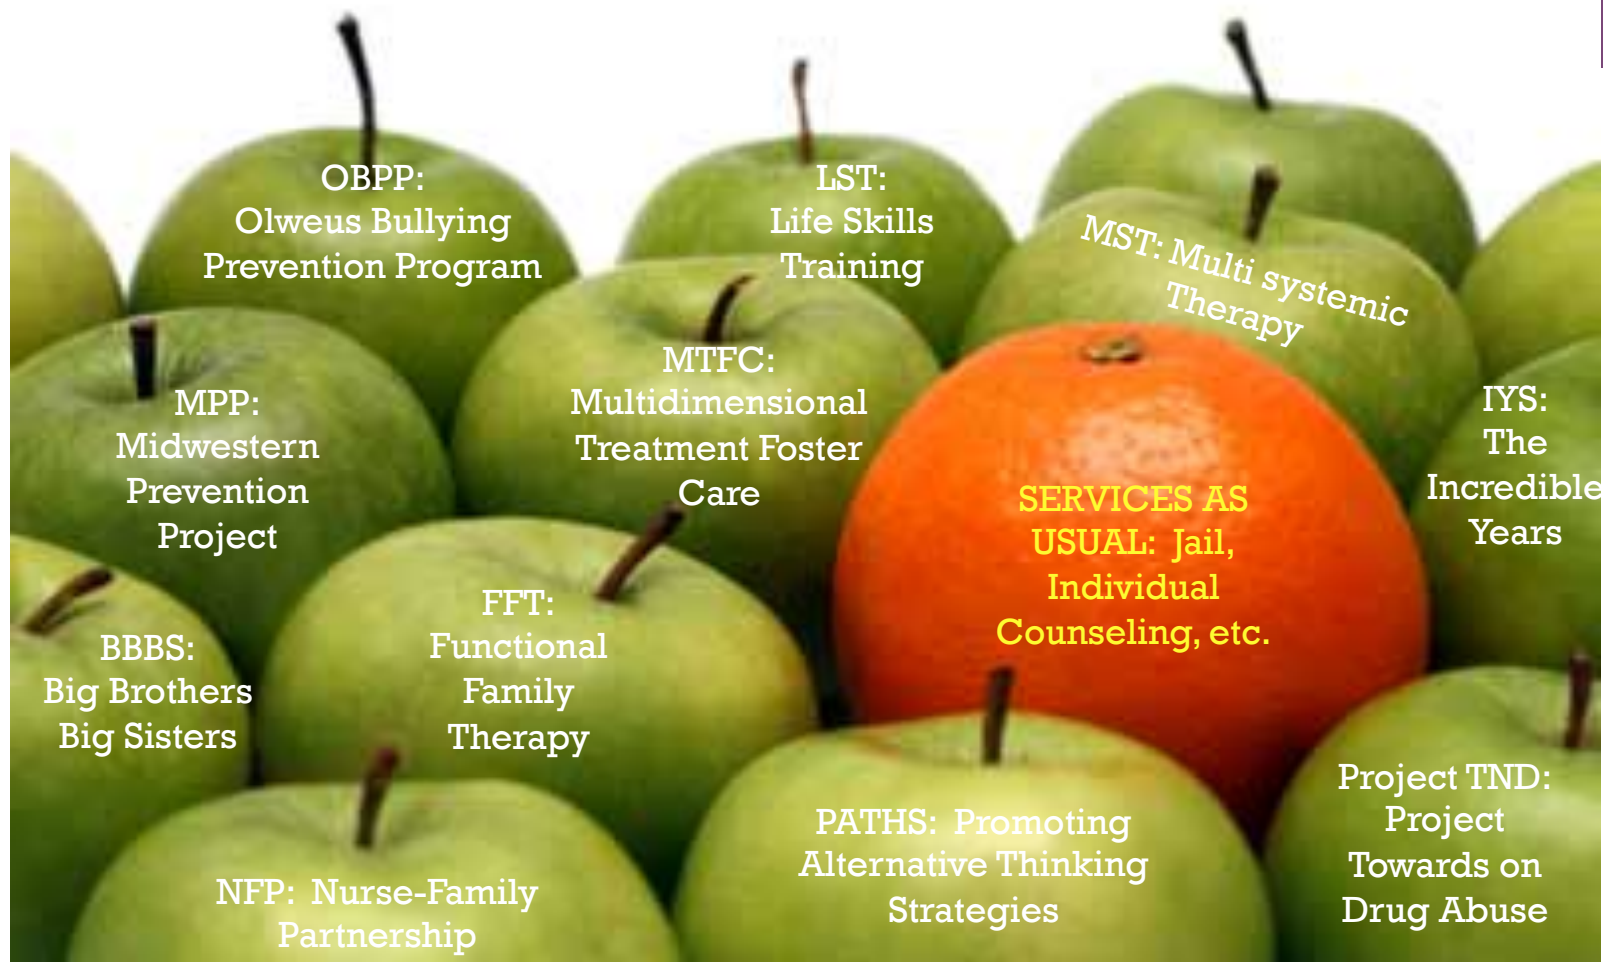 OBPP:
Olweus Bullying
Prevention Program
LST:
Life Skills
Training
MST: Multi systemic
Therapy
MTFC:
Multidimensional
Treatment Foster
Care
MPP:
Midwestern
Prevention
Project
IYS:
The
Incredible
Years
SERVICES AS
USUAL:  Jail,
Individual
Counseling, etc.
FFT:
Functional
Family
Therapy
BBBS:
Big Brothers
Big Sisters
Project TND:
Project
Towards on
Drug Abuse
PATHS:  Promoting
Alternative Thinking
Strategies
NFP:  Nurse-Family
Partnership